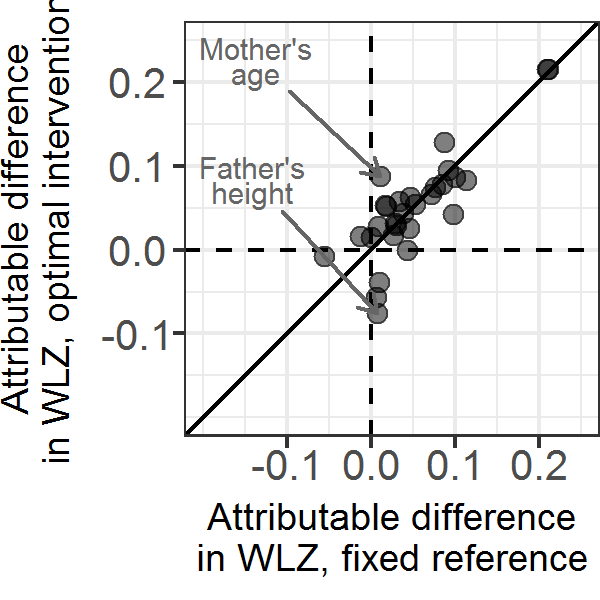 Attributable difference
in WLZ, optimal intervention
Mother's
age
Father's
height
0.2
0.1
0.0
-0.1
-0.1 0.0 0.1 0.2
Attributable difference
in WLZ, fixed reference